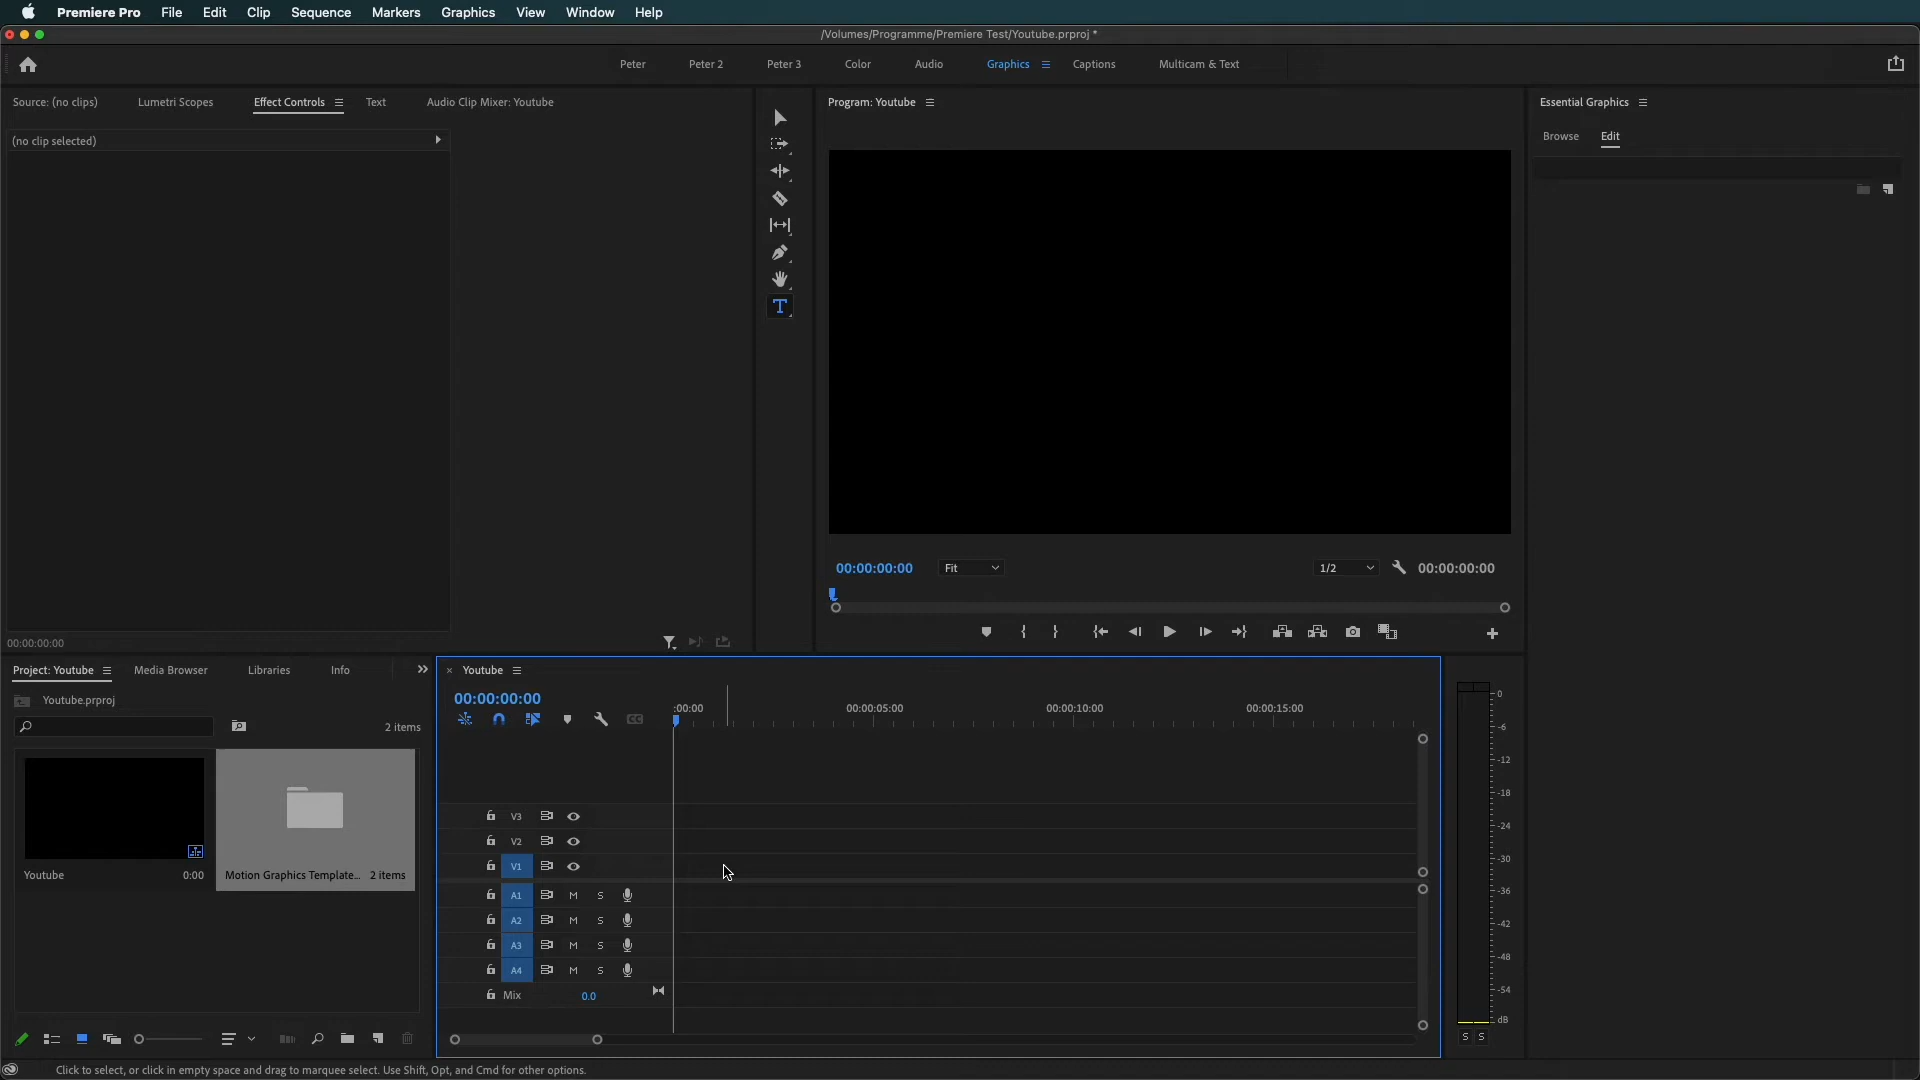 Premiere Pro File Edit Clip Sequence Markers Graphics View Window Help
/Volumes/Programme/Premiere Test/Youtube.prproj *
Peter Peter 2 Peter 3 Color Audio Graphics Captions Multicam & Text
Source: (no clips) Lumetri Scopes Effect Controls Text Audio Clip Mixer: Youtube
Program: Youtube
Essential Graphics
Browse Edit
(no clip selected)
00:00:00:00 Fit 1/2 00:00:00:00
00:00:00:00
Project: Youtube Media Browser Libraries Info
Youtube.prproj
2 items
Youtube 0:00
Motion Graphics Template... 2 items
Youtube
00:00:00:00
:00:00 00:00:05:00 00:00:10:00 00:00:15:00
V3
V2
V1
A1 M S
A2 M S
A3 M S
A4 M S
Mix 0.0
0
-6
-12
-18
-24
-30
-36
-42
-48
-54
dB
S S
Click to select, or click in empty space and drag to marquee select. Use Shift, Opt, and Cmd for other options.